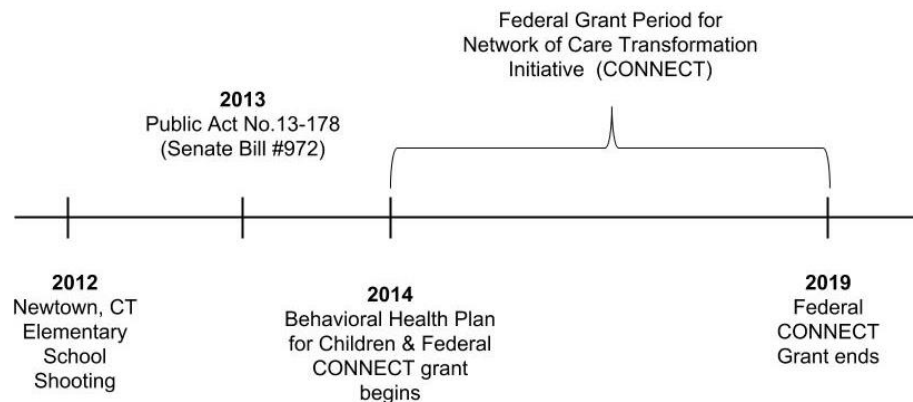 Federal Grant Period for
Network of Care Transformation
Initiative (CONNECT)
2013
Public Act No.13-178
(Senate Bill #972)
2012
Newtown, CT
Elementary
School
Shooting
2014
Behavioral Health Plan
for Children & Federal
CONNECT grant
begins
2019
Federal
CONNECT
Grant ends